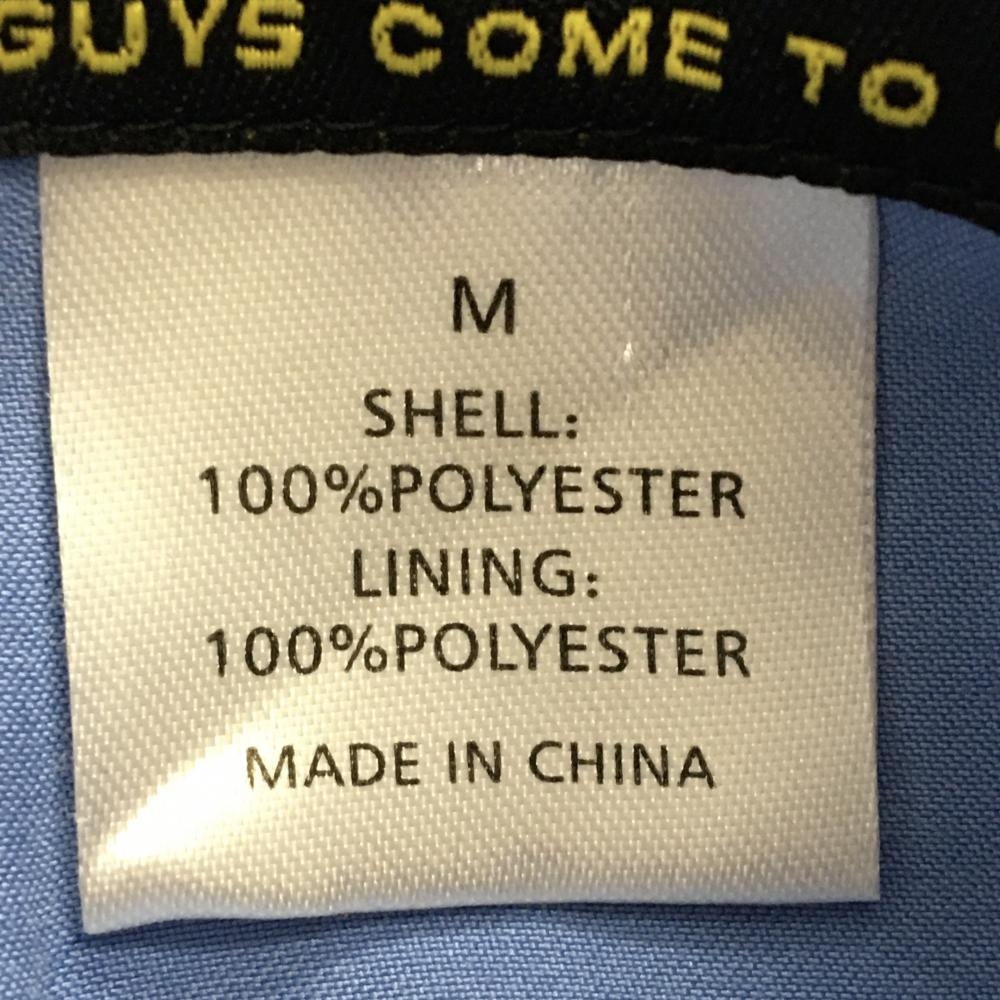 GUYS COME TO
M
SHELL:
100%POLYESTER
LINING:
100%POLYESTER
MADE IN CHINA